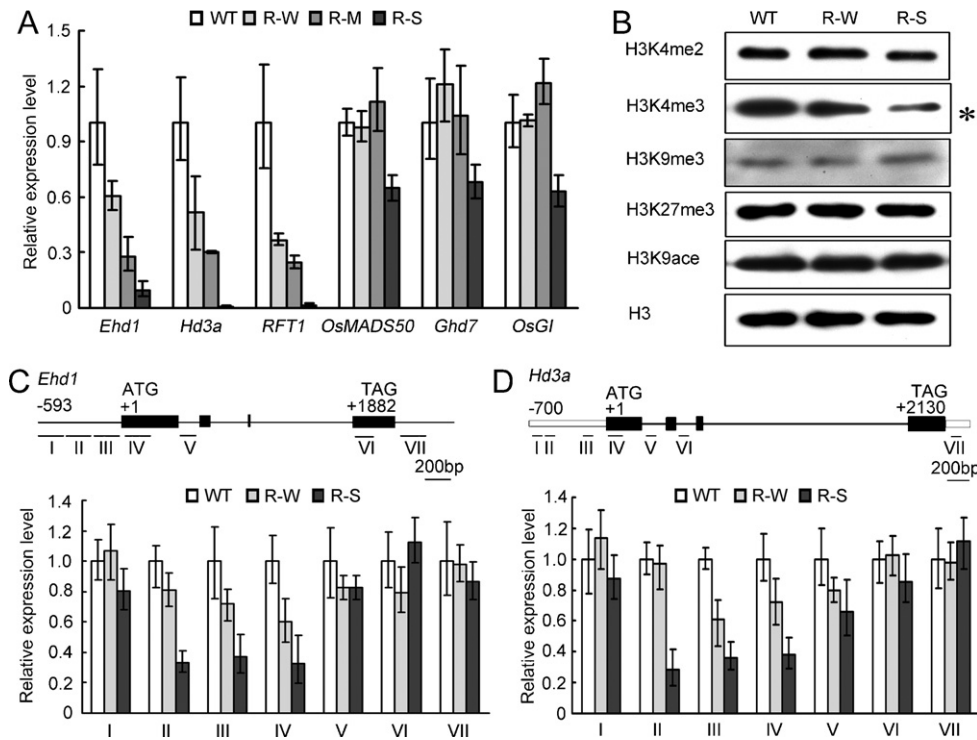 A
WT R-W R-M R-S
Relative expression level
1.5
1.2
0.9
0.6
0.3
0
Ehd1 Hd3a RFT1 OsMADS50 Ghd7 OsGI
B
WT R-W R-S
H3K4me2
H3K4me3
*
H3K9me3
H3K27me3
H3K9ace
H3
C
Ehd1
ATG TAG
-593 +1 +1882
I II III IV V VI VII
200bp
WT R-W R-S
Relative expression level
1.4
1.2
1.0
0.8
0.6
0.4
0.2
0
I II III IV V VI VII
D
Hd3a
ATG TAG
-700 +1 +2130
I II III IV V VI VII
200bp
WT R-W R-S
Relative expression level
1.4
1.2
1.0
0.8
0.6
0.4
0.2
0
I II III IV V VI VII